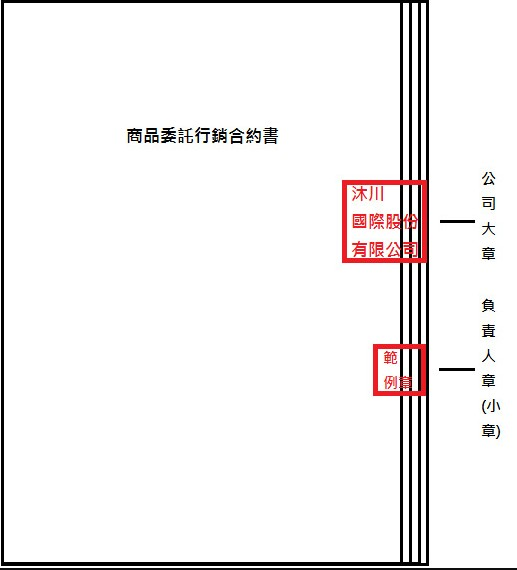 商品委託行銷合約書
沐川
國際股份
有限公司
公司大章
範
例章
負責人章(小章)